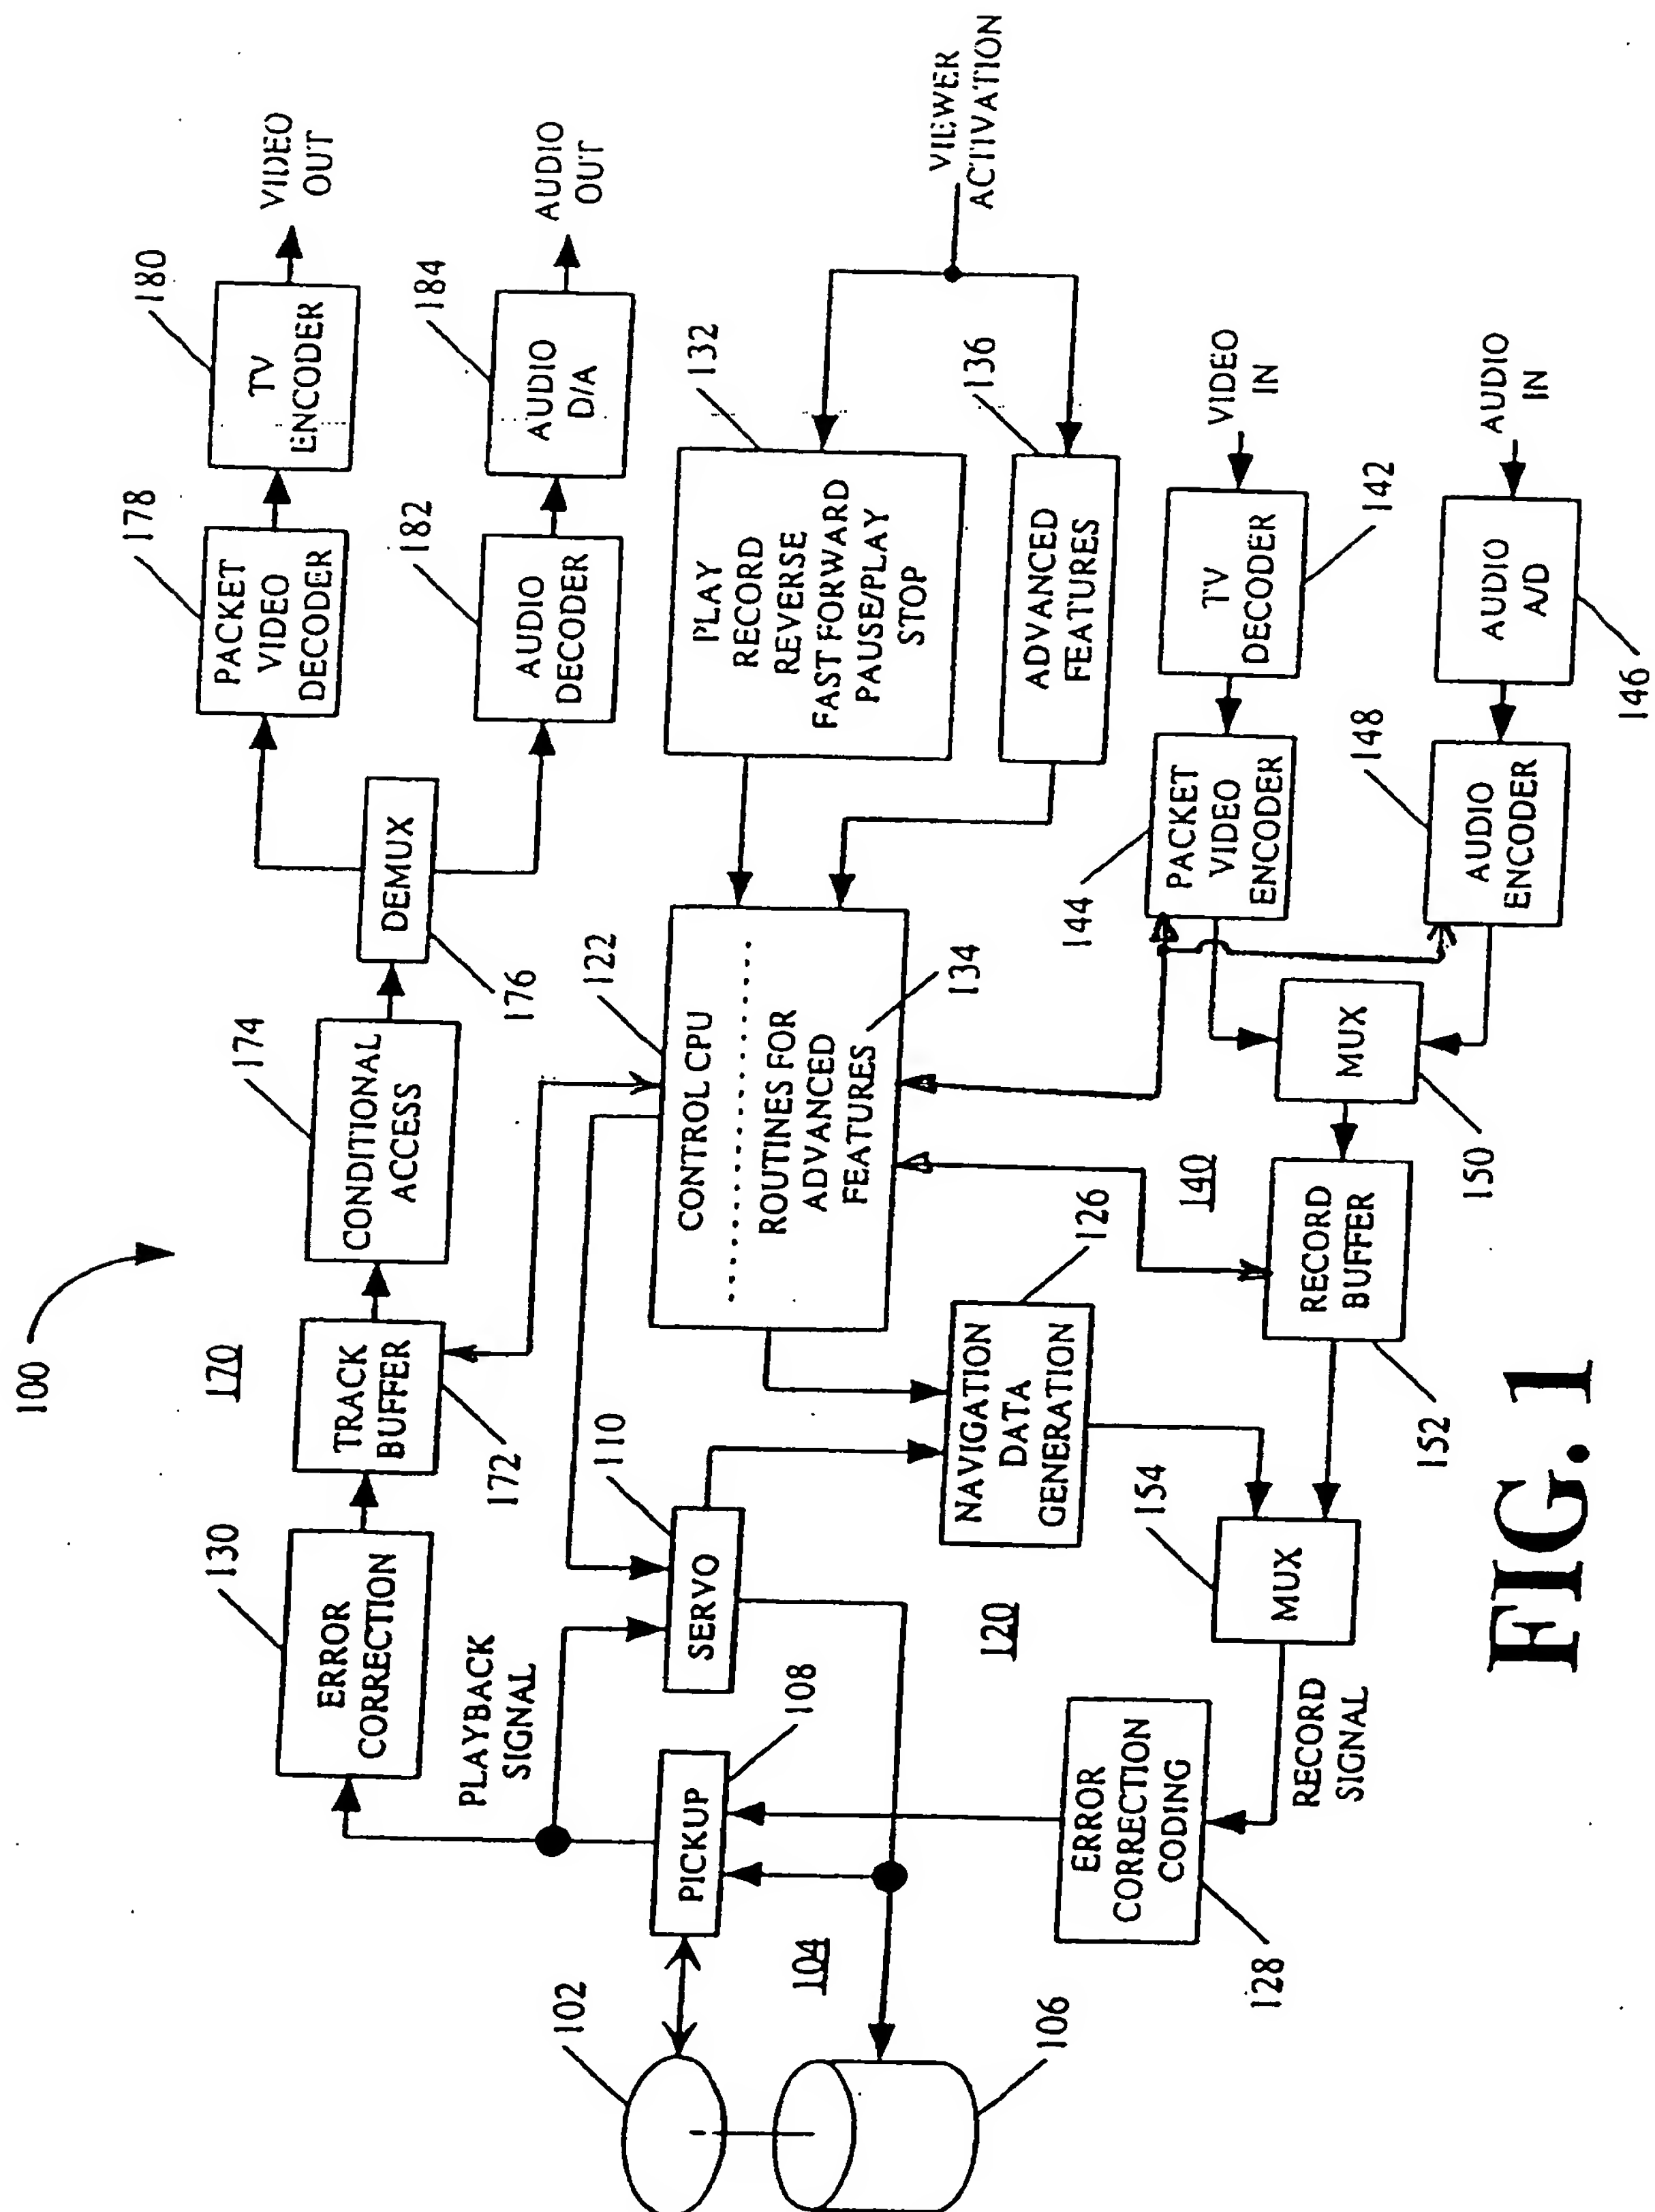 100
170
130
ERROR
CORRECTION
TRACK
BUFFER
172
174
CONDITIONAL
ACCESS
DEMUX
176
178
PACKET
VIDEO
DECODER
180
TV
ENCODER
VIDEO
OUT
182
AUDIO
DECODER
184
AUDIO
D/A
AUDIO
OUT
PLAYBACK
SIGNAL
102
PICKUP
108
110
SERVO
122
CONTROL CPU
ROUTINES FOR
ADVANCED
FEATURES
134
132
PLAY
RECORD
REVERSE
FAST FORWARD
PAUSE/PLAY
STOP
136
ADVANCED
FEATURES
VIEWER
ACTIVATION
104
106
120
126
NAVIGATION
DATA
GENERATION
140
144
PACKET
VIDEO
ENCODER
TV
DECODER
142
VIDEO
IN
128
ERROR
CORRECTION
CODING
RECORD
SIGNAL
154
MUX
RECORD
BUFFER
152
MUX
150
148
AUDIO
ENCODER
AUDIO
A/D
146
AUDIO
IN
FIG. 1